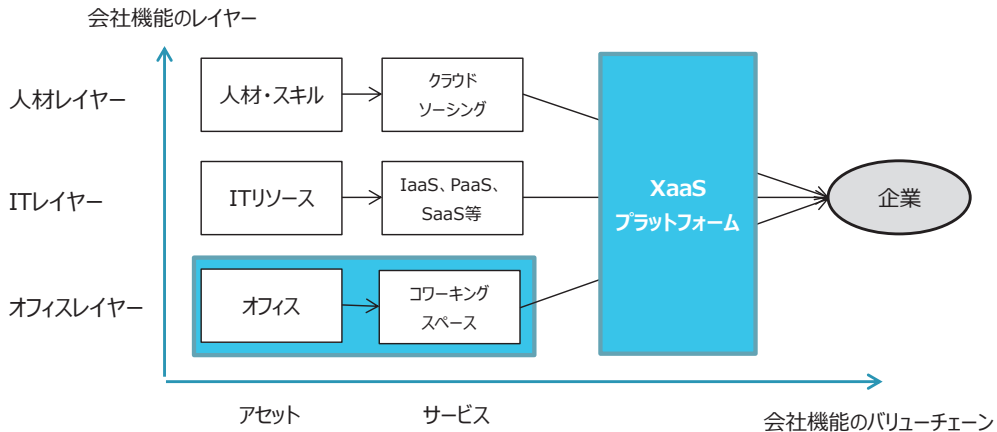 会社機能のレイヤー
人材レイヤー
人材・スキル
クラウド
ソーシング
ITレイヤー
ITリソース
IaaS、PaaS、
SaaS等
XaaS
プラットフォーム
企業
オフィスレイヤー
オフィス
コワーキング
スペース
アセット
サービス
会社機能のバリューチェーン